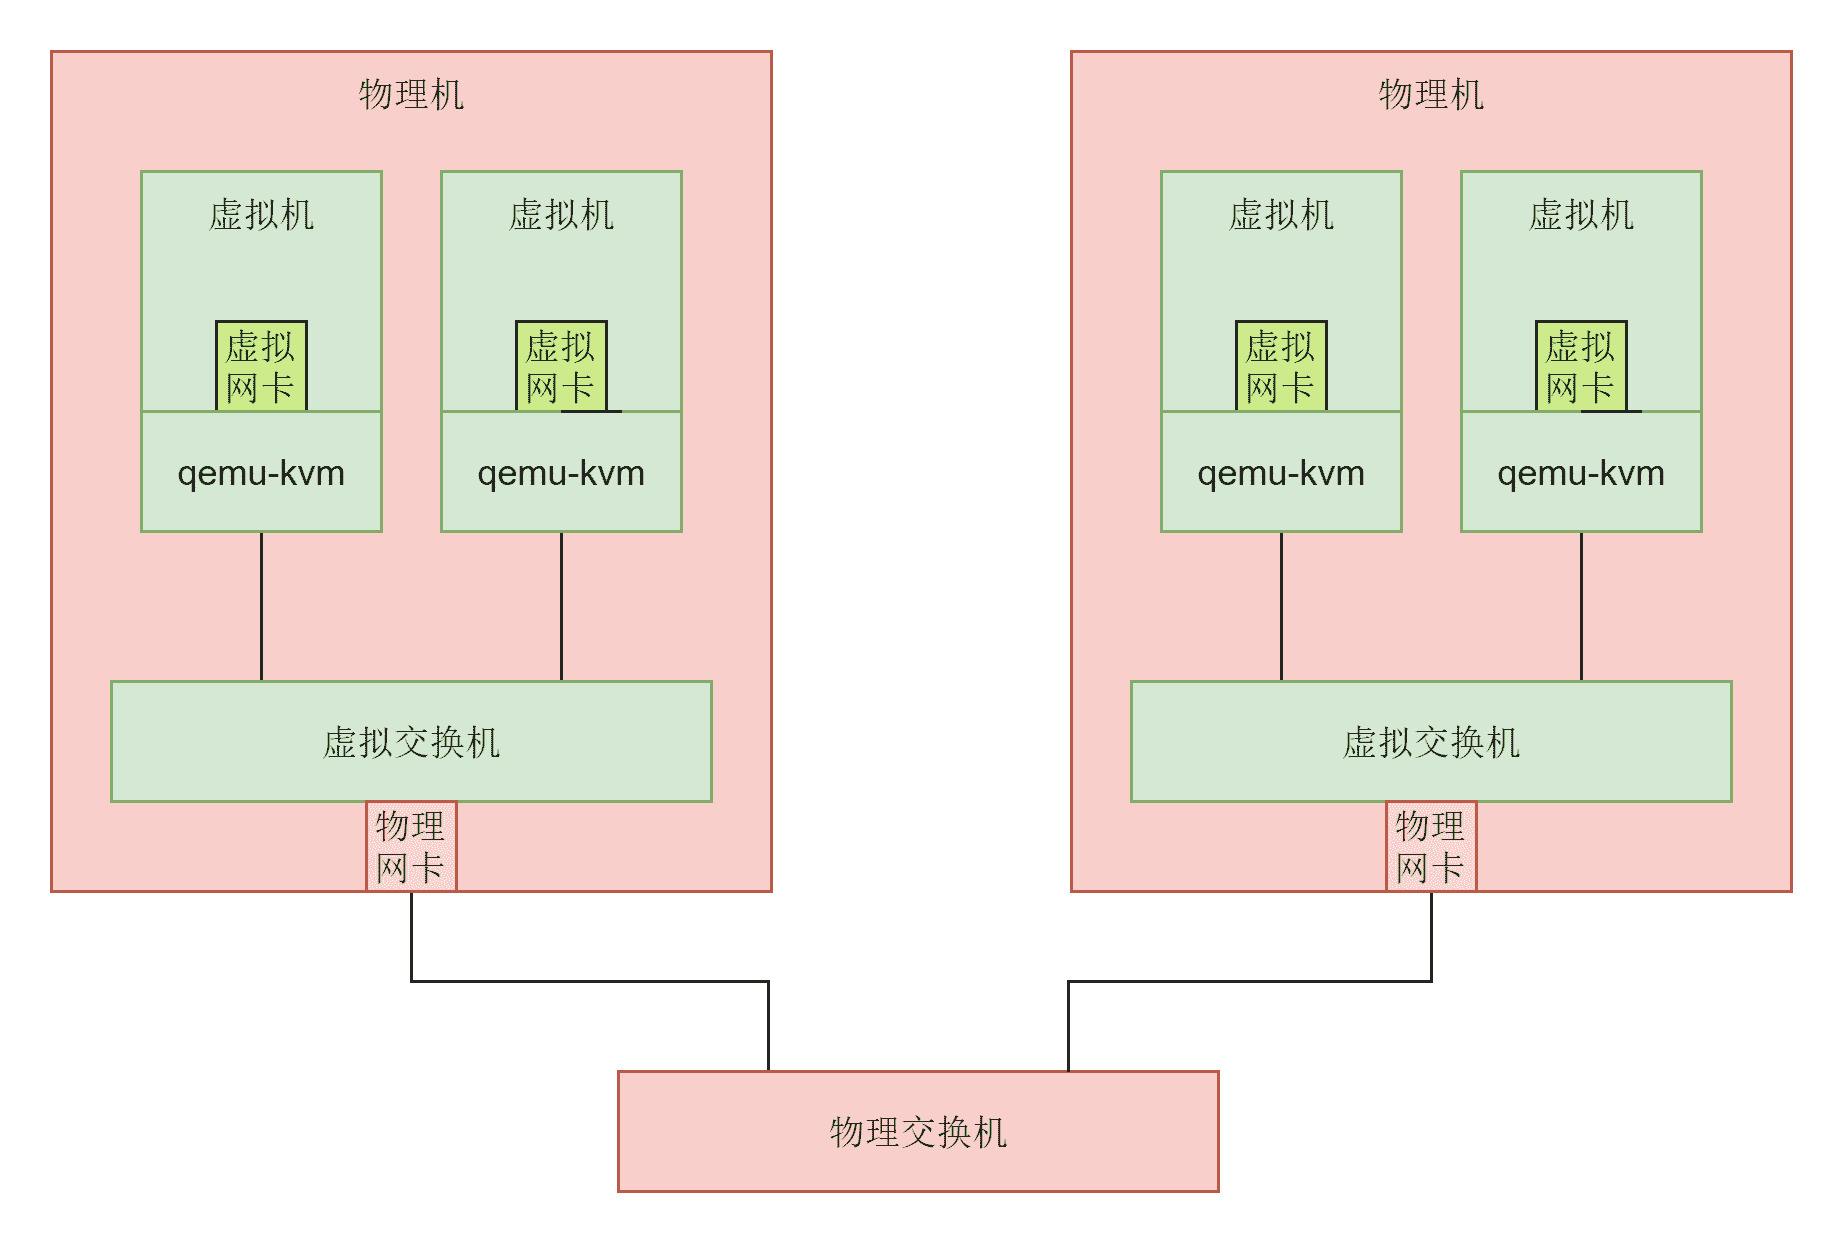 物理机
虚拟机
虚拟机
虚拟
网卡
虚拟
网卡
qemu-kvm
qemu-kvm
虚拟交换机
物理
网卡
物理机
虚拟机
虚拟机
虚拟
网卡
虚拟
网卡
qemu-kvm
qemu-kvm
虚拟交换机
物理
网卡
物理交换机